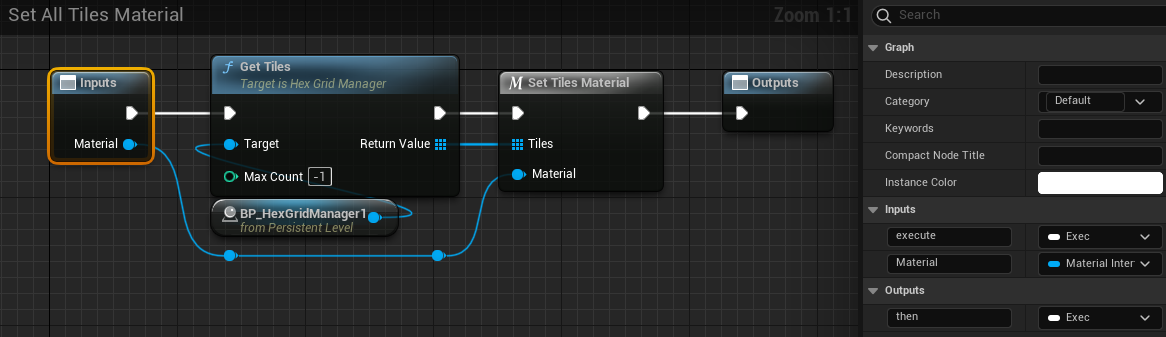 Set All Tiles Material
Zoom 1:1
Inputs
Material
f Get Tiles
Target is Hex Grid Manager
Target
Return Value
Max Count -1
BP_HexGridManager1
from Persistent Level
M Set Tiles Material
Tiles
Material
Outputs
Search
Graph
Description
Category Default
Keywords
Compact Node Title
Instance Color
Inputs
execute Exec
Material Material Inter
Outputs
then Exec